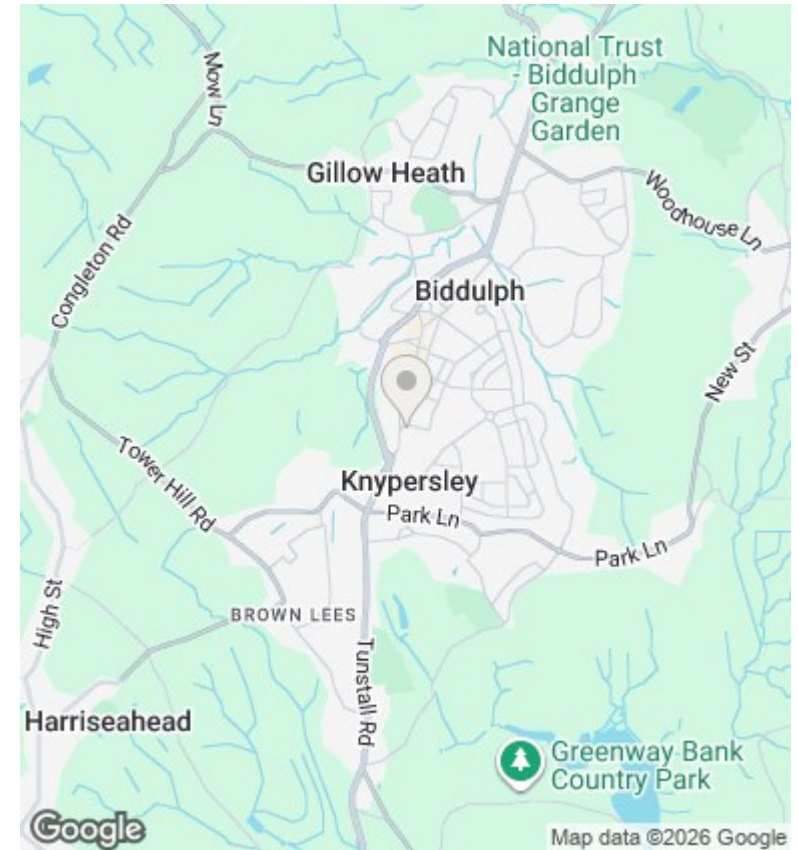 National Trust
- Biddulph
Grange
Garden
Mow Ln
Gillow Heath
Woodhouse Ln
Congleton Rd
Biddulph
New St
Tower Hill Rd
Knypersley
Park Ln
Park Ln
High St
BROWN LEES
Tunstall Rd
Harriseahead
Greenway Bank
Country Park
Google
Map data ©2026 Google